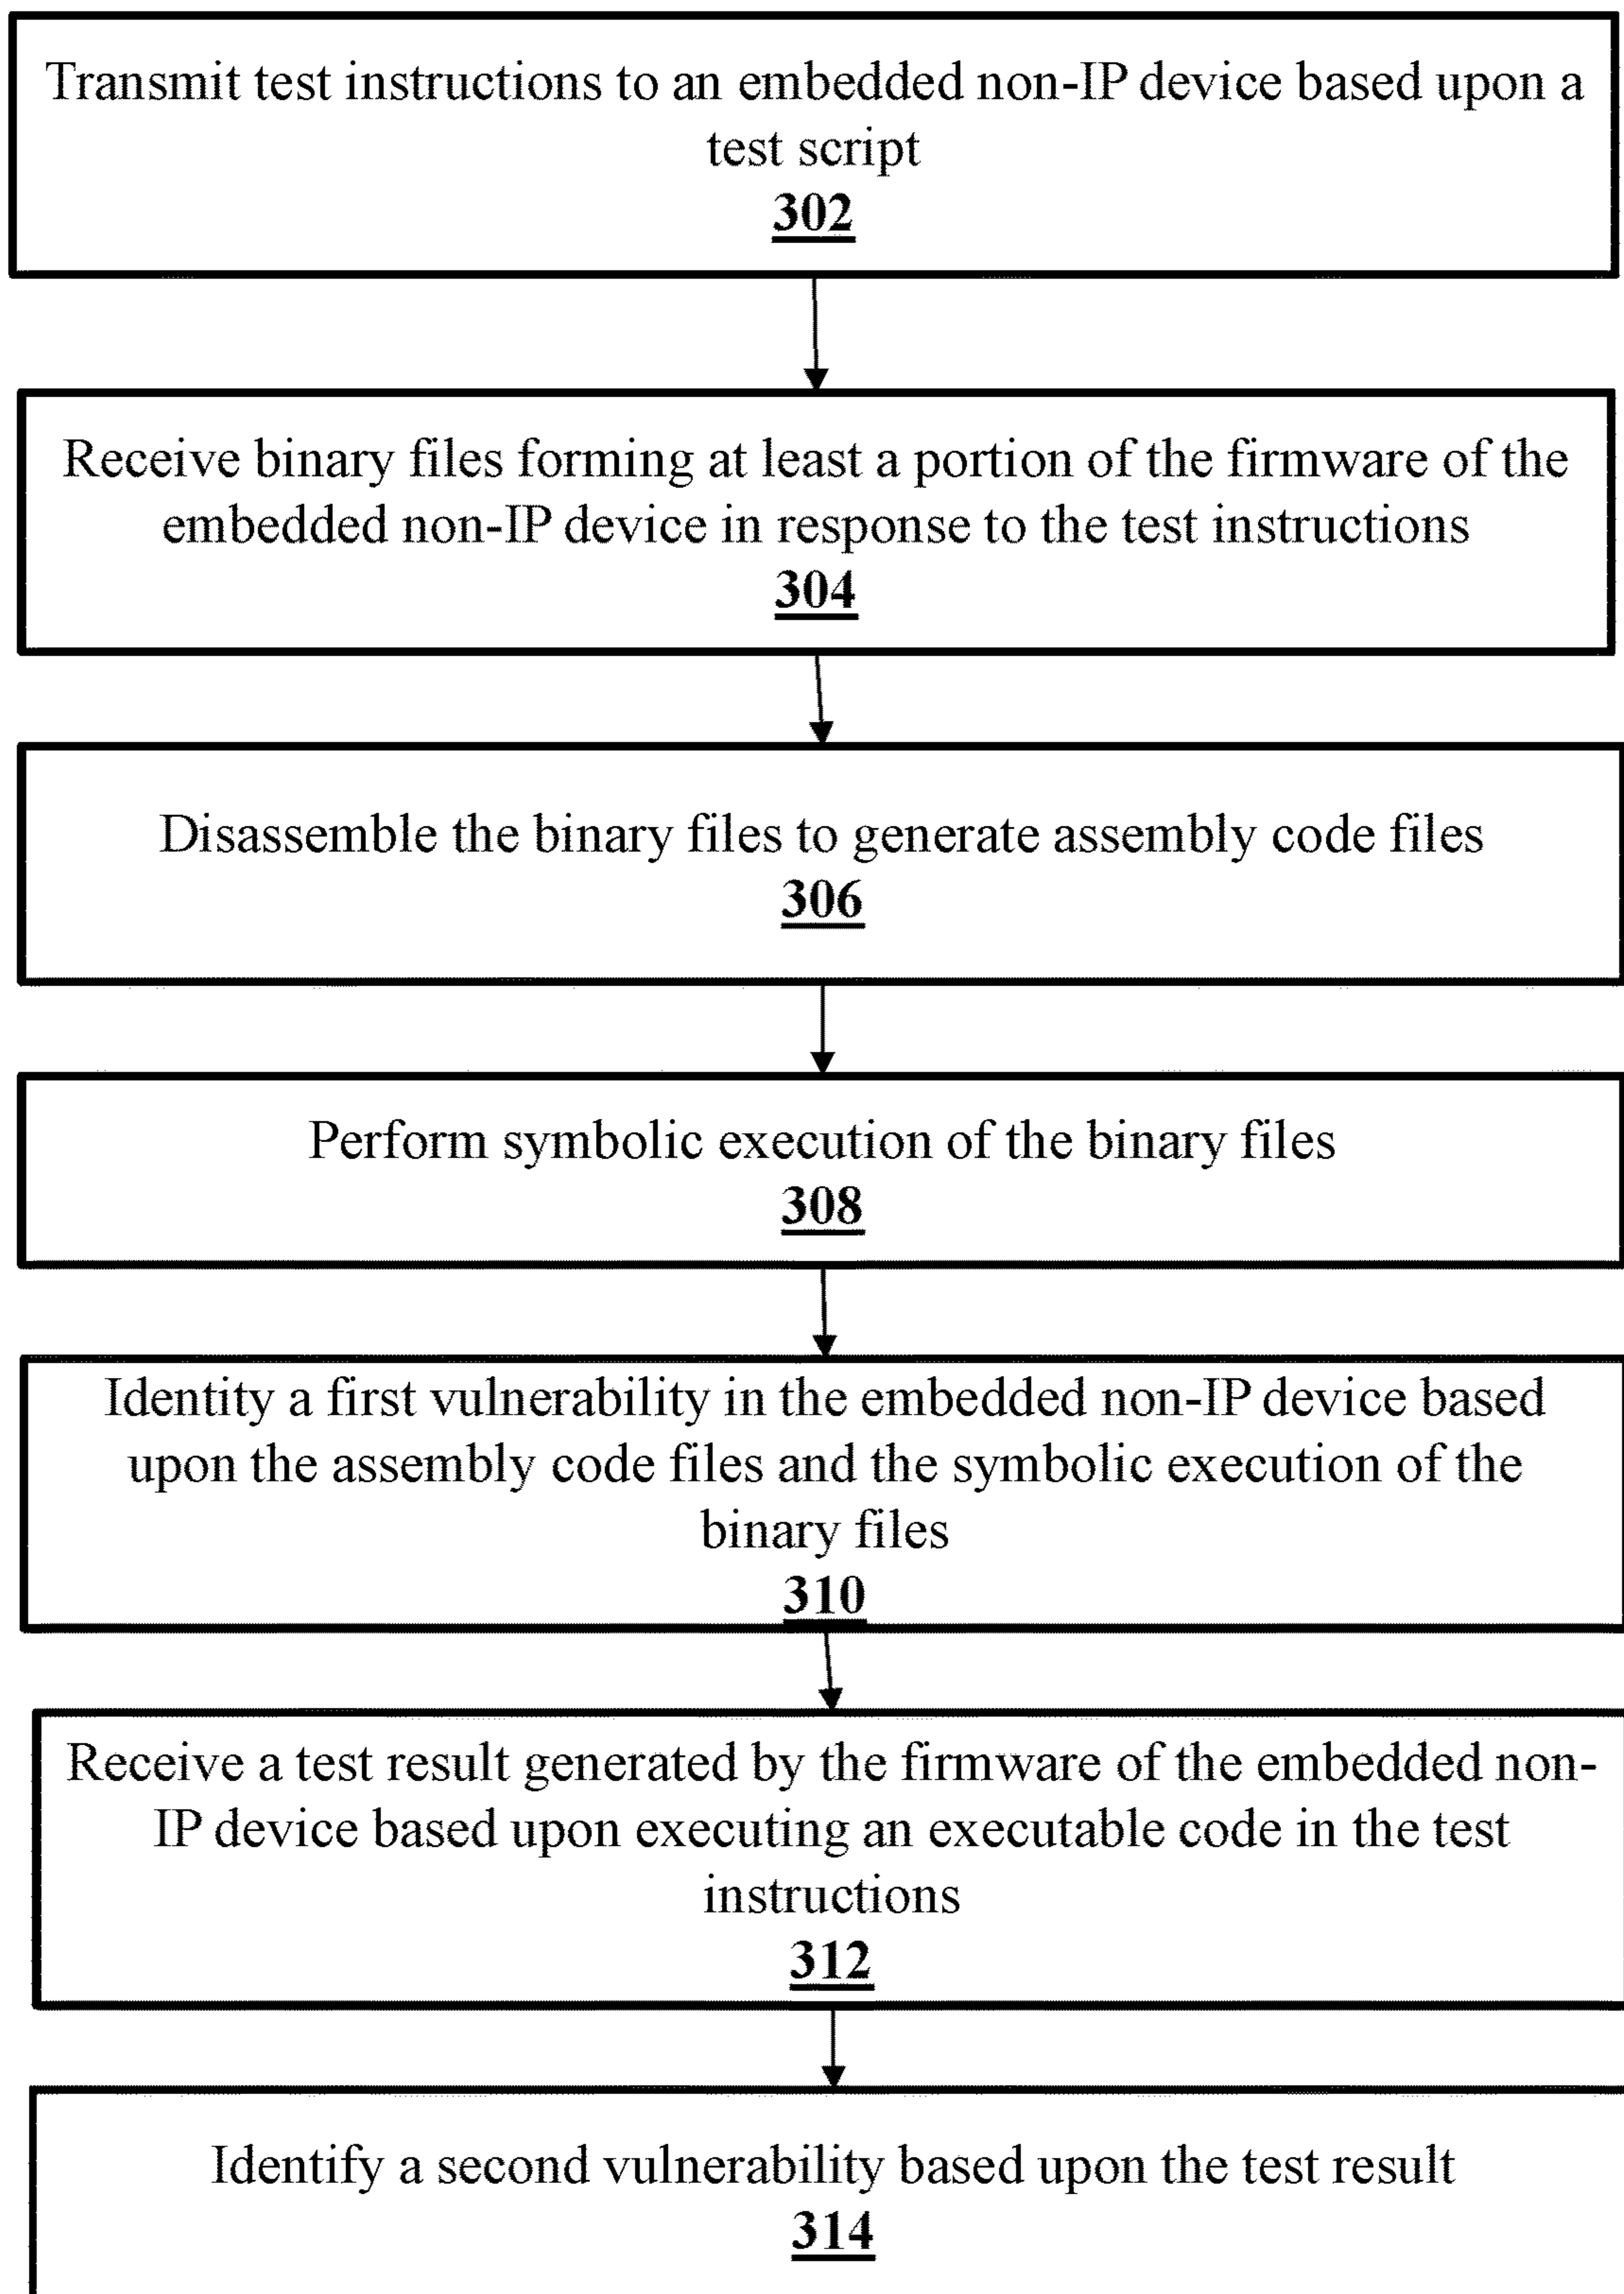 Transmit test instructions to an embedded non-IP device based upon a
test script
302
Receive binary files forming at least a portion of the firmware of the
embedded non-IP device in response to the test instructions
304
Disassemble the binary files to generate assembly code files
306
Perform symbolic execution of the binary files
308
Identity a first vulnerability in the embedded non-IP device based
upon the assembly code files and the symbolic execution of the
binary files
310
Receive a test result generated by the firmware of the embedded non-
IP device based upon executing an executable code in the test
instructions
312
Identify a second vulnerability based upon the test result
314